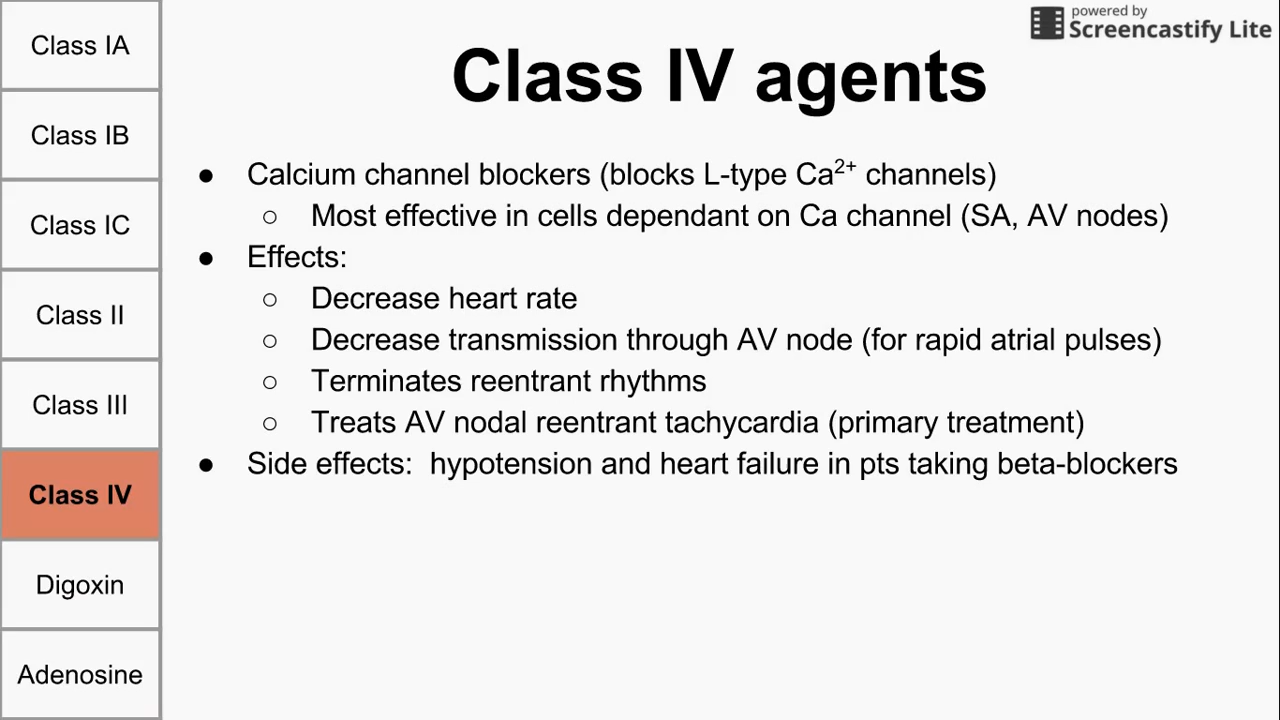 powered by
Screencastify Lite
Class IA
Class IB
Class IC
Class II
Class III
Class IV
Digoxin
Adenosine
Class IV agents
● Calcium channel blockers (blocks L-type Ca²⁺ channels)
○ Most effective in cells dependant on Ca channel (SA, AV nodes)
● Effects:
○ Decrease heart rate
○ Decrease transmission through AV node (for rapid atrial pulses)
○ Terminates reentrant rhythms
○ Treats AV nodal reentrant tachycardia (primary treatment)
● Side effects: hypotension and heart failure in pts taking beta-blockers